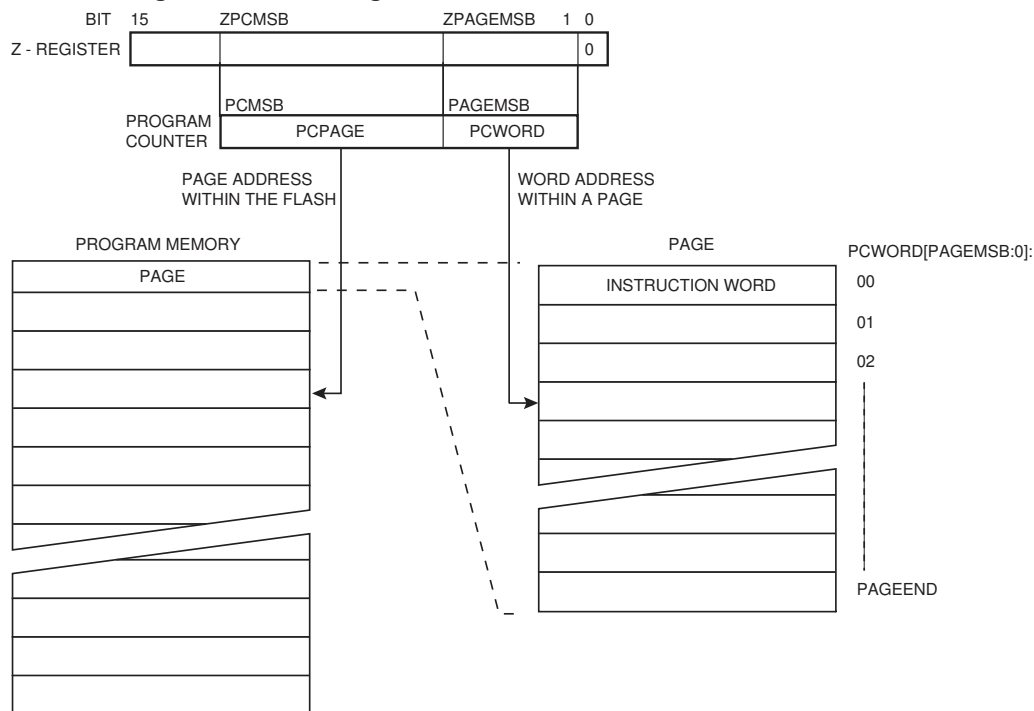 BIT 15 ZPCMSB ZPAGEMSB 1 0
Z - REGISTER 0
PCMSB PAGEMSB
PROGRAM
COUNTER
PCPAGE PCWORD
PAGE ADDRESS
WITHIN THE FLASH
WORD ADDRESS
WITHIN A PAGE
PROGRAM MEMORY
PAGE
PAGE
PCWORD[PAGEMSB:0]:
INSTRUCTION WORD
00
01
02
PAGEEND